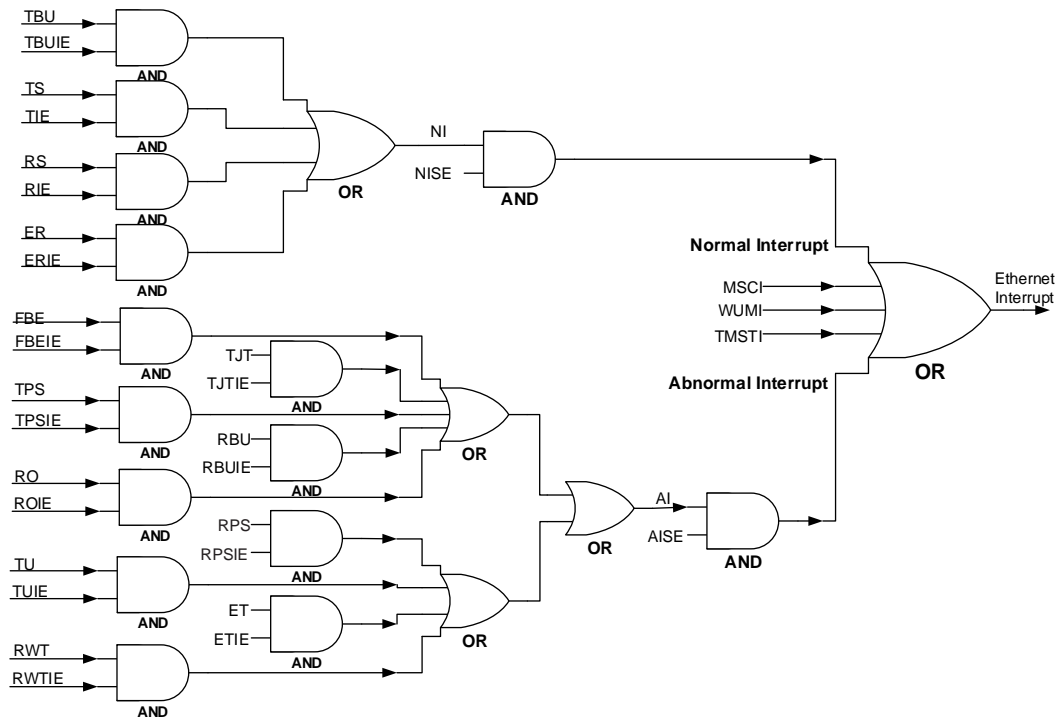 TBU
TBUIE
AND
TS
TIE
AND
RS
RIE
AND
ER
ERIE
AND
OR
NI
NISE
AND
Normal Interrupt
MSCI
WUMI
TMSTI
Abnormal Interrupt
OR
Ethernet
Interrupt
FBE
FBEIE
AND
TJT
TJTIE
AND
TPS
TPSIE
AND
RBU
RBUIE
AND
OR
RO
ROIE
AND
RPS
RPSIE
AND
TU
TUIE
AND
ET
ETIE
AND
OR
RWT
RWTIE
AND
OR
AI
AISE
AND